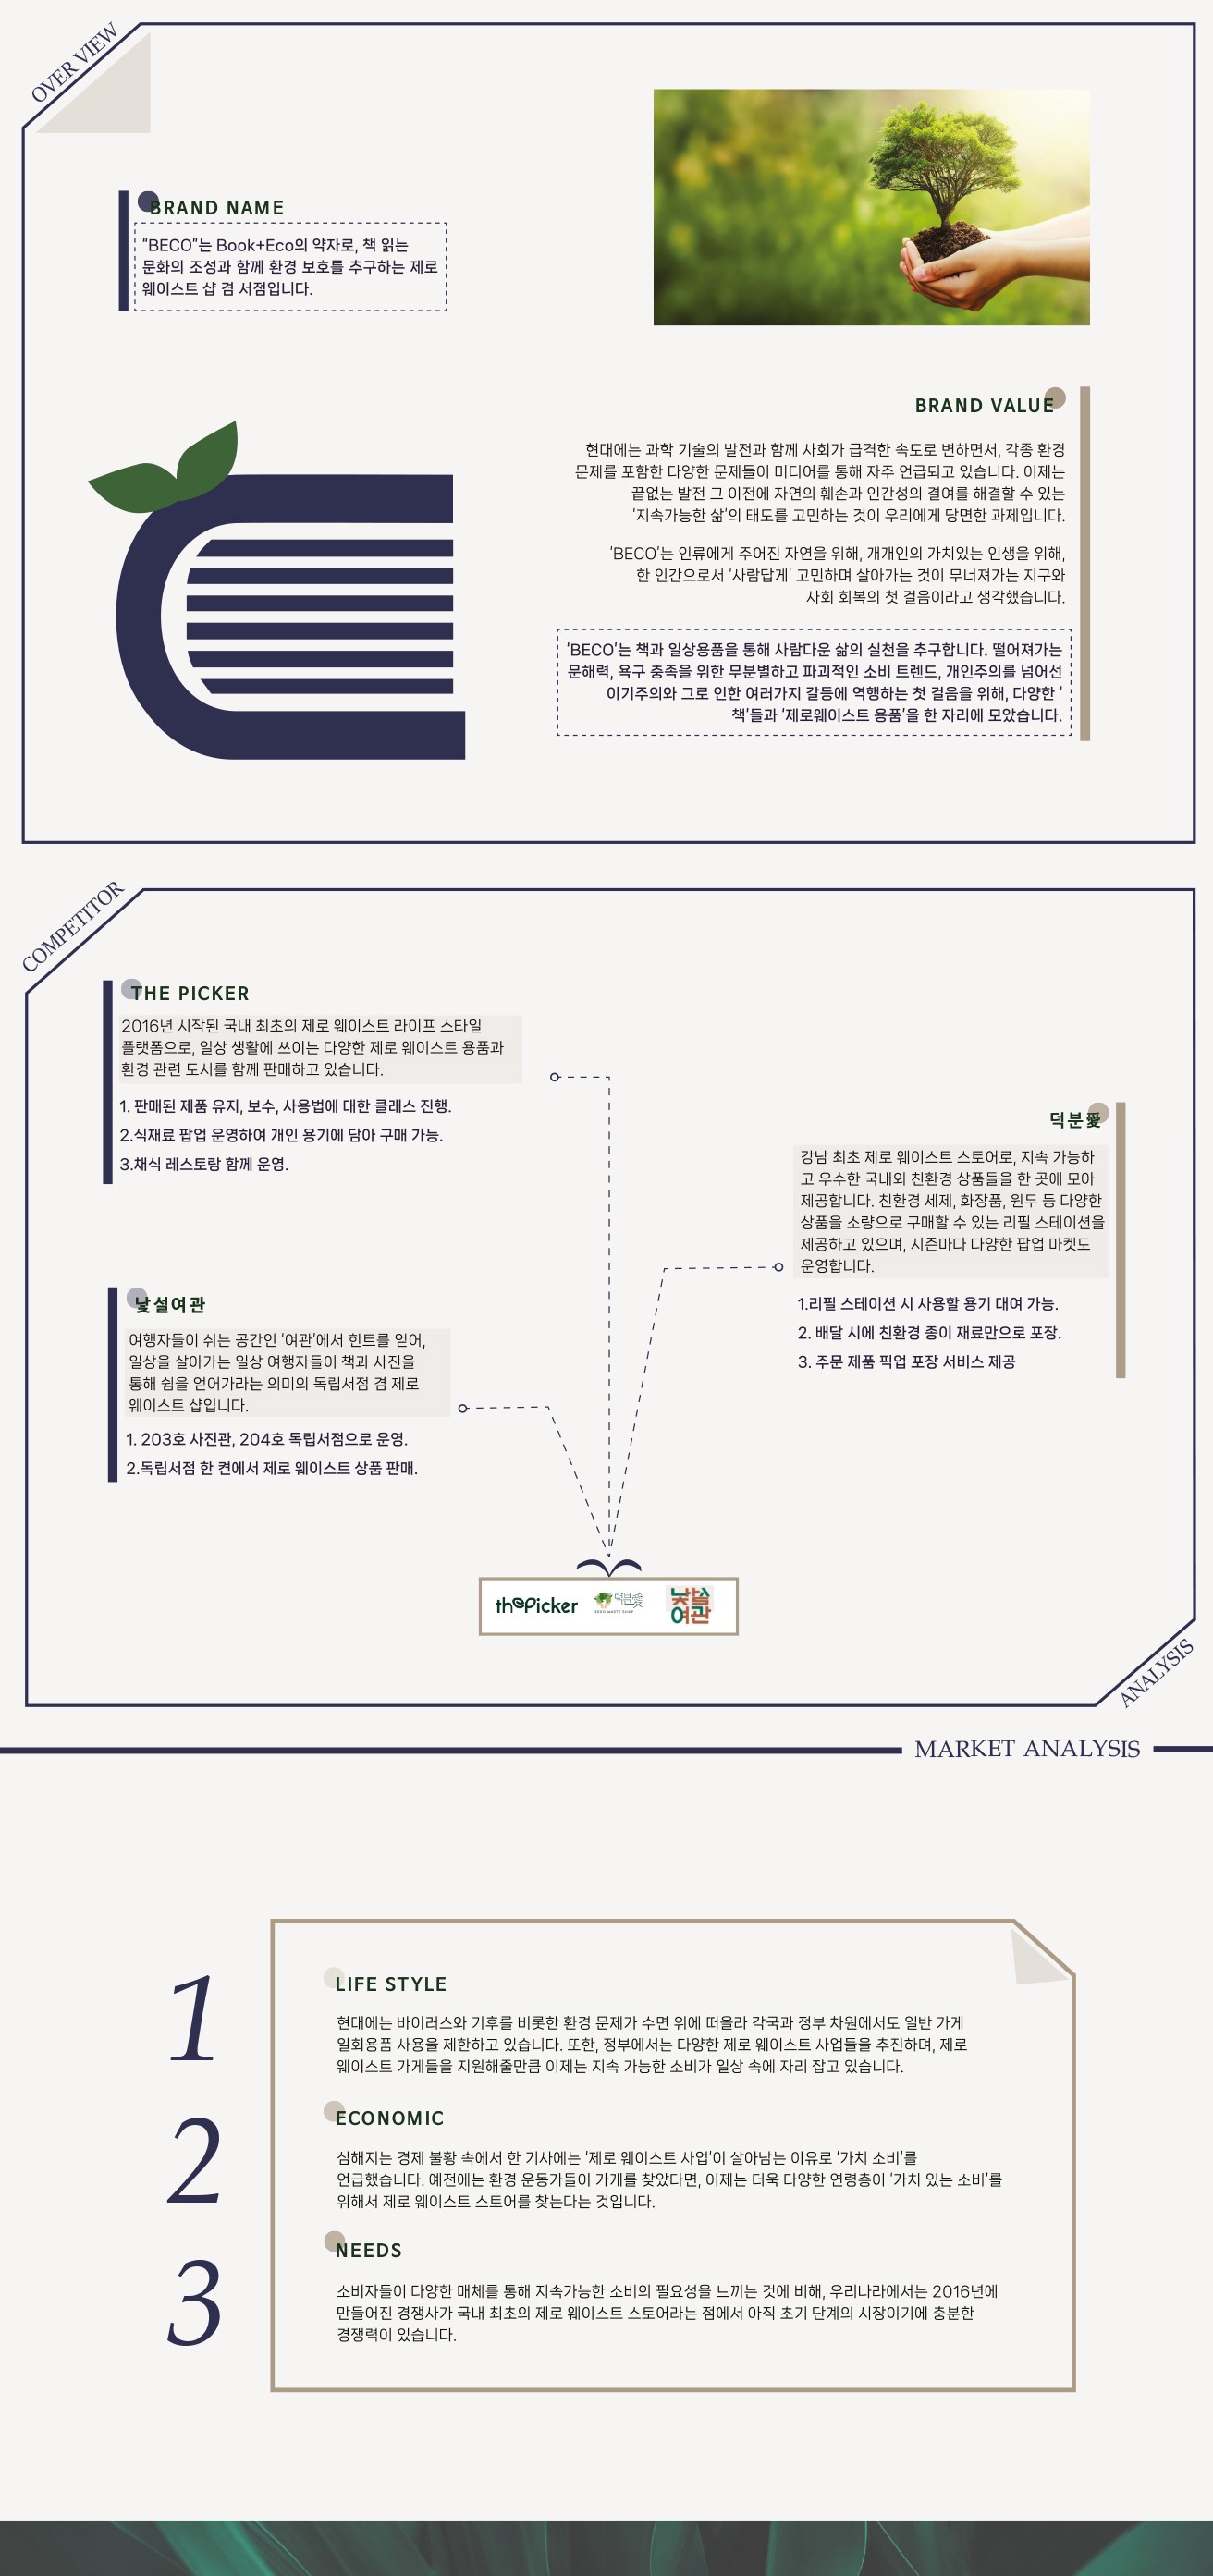 OVER VIEW
BRAND NAME
“BECO”는 Book+Eco의 약자로, 책 읽는
문화의 조성과 함께 환경 보호를 추구하는 제로
웨이스트 샵 겸 서점입니다.
BRAND VALUE
현대에는 과학 기술의 발전과 함께 사회가 급격한 속도로 변하면서, 각종 환경
문제를 포함한 다양한 문제들이 미디어를 통해 자주 언급되고 있습니다. 이제는
끝없는 발전 그 이전에 자연의 훼손과 인간성의 결여를 해결할 수 있는
‘지속가능한 삶’의 태도를 고민하는 것이 우리에게 당면한 과제입니다.
‘BECO’는 인류에게 주어진 자연을 위해, 개개인의 가치있는 인생을 위해,
한 인간으로서 ‘사람답게’ 고민하며 살아가는 것이 무너져가는 지구와
사회 회복의 첫 걸음이라고 생각했습니다.
‘BECO’는 책과 일상용품을 통해 사람다운 삶의 실천을 추구합니다. 떨어져가는
문해력, 욕구 충족을 위한 무분별하고 파괴적인 소비 트렌드, 개인주의를 넘어선
이기주의와 그로 인한 여러가지 갈등에 역행하는 첫 걸음을 위해, 다양한 ‘
책’들과 ‘제로웨이스트 용품’을 한 자리에 모았습니다.
COMPETITOR
THE PICKER
2016년 시작된 국내 최초의 제로 웨이스트 라이프 스타일
플랫폼으로, 일상 생활에 쓰이는 다양한 제로 웨이스트 용품과
환경 관련 도서를 함께 판매하고 있습니다.
1. 판매된 제품 유지, 보수, 사용법에 대한 클래스 진행.
2.식재료 팝업 운영하여 개인 용기에 담아 구매 가능.
3.채식 레스토랑 함께 운영.
덕분愛
강남 최초 제로 웨이스트 스토어로, 지속 가능하
고 우수한 국내외 친환경 상품들을 한 곳에 모아
제공합니다. 친환경 세제, 화장품, 원두 등 다양한
상품을 소량으로 구매할 수 있는 리필 스테이션을
제공하고 있으며, 시즌마다 다양한 팝업 마켓도
운영합니다.
1.리필 스테이션 시 사용할 용기 대여 가능.
2. 배달 시에 친환경 종이 재료만으로 포장.
3. 주문 제품 픽업 포장 서비스 제공
낯설여관
여행자들이 쉬는 공간인 ‘여관’에서 힌트를 얻어,
일상을 살아가는 일상 여행자들이 책과 사진을
통해 쉼을 얻어가라는 의미의 독립서점 겸 제로
웨이스트 샵입니다.
1. 203호 사진관, 204호 독립서점으로 운영.
2.독립서점 한 켠에서 제로 웨이스트 상품 판매.
thePicker
덕분愛
ZERO WASTE SHOP
낯설
여관
ANALYSIS
MARKET ANALYSIS
1
LIFE STYLE
현대에는 바이러스와 기후를 비롯한 환경 문제가 수면 위에 떠올라 각국과 정부 차원에서도 일반 가게
일회용품 사용을 제한하고 있습니다. 또한, 정부에서는 다양한 제로 웨이스트 사업들을 추진하며, 제로
웨이스트 가게들을 지원해줄만큼 이제는 지속 가능한 소비가 일상 속에 자리 잡고 있습니다.
2
ECONOMIC
심해지는 경제 불황 속에서 한 기사에는 ‘제로 웨이스트 사업’이 살아남는 이유로 ‘가치 소비’를
언급했습니다. 예전에는 환경 운동가들이 가게를 찾았다면, 이제는 더욱 다양한 연령층이 ‘가치 있는 소비’를
위해서 제로 웨이스트 스토어를 찾는다는 것입니다.
3
NEEDS
소비자들이 다양한 매체를 통해 지속가능한 소비의 필요성을 느끼는 것에 비해, 우리나라에서는 2016년에
만들어진 경쟁사가 국내 최초의 제로 웨이스트 스토어라는 점에서 아직 초기 단계의 시장이기에 충분한
경쟁력이 있습니다.